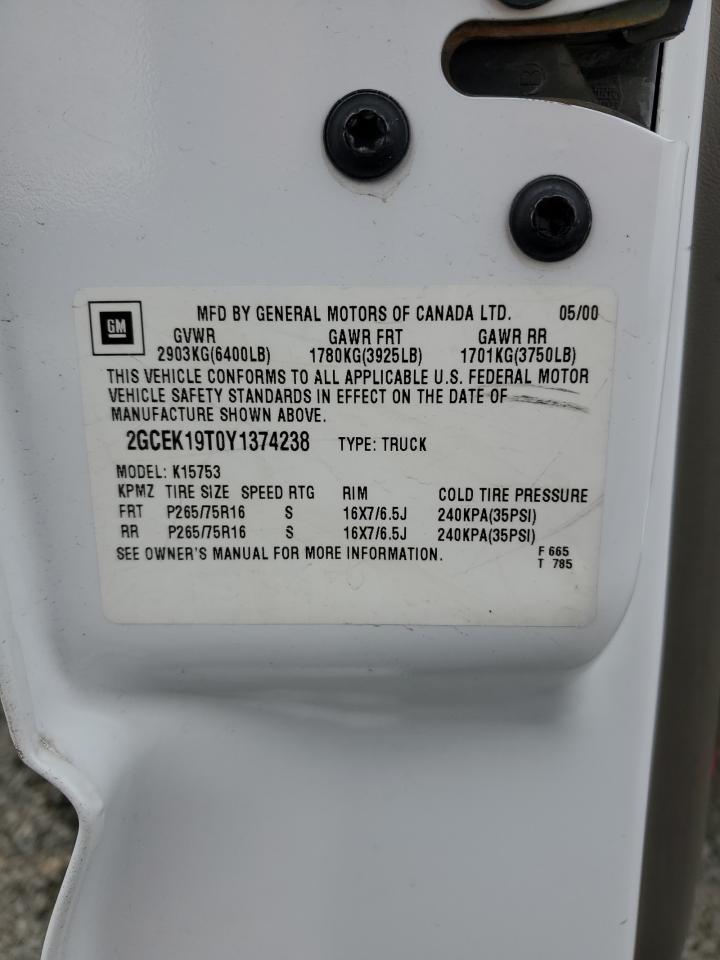 B
GM
MFD BY GENERAL MOTORS OF CANADA LTD. 05/00
GVWR GAWR FRT GAWR RR
2903KG(6400LB) 1780KG(3925LB) 1701KG(3750LB)
THIS VEHICLE CONFORMS TO ALL APPLICABLE U.S. FEDERAL MOTOR
VEHICLE SAFETY STANDARDS IN EFFECT ON THE DATE OF
MANUFACTURE SHOWN ABOVE.
2GCEK19T0Y1374238 TYPE: TRUCK
MODEL: K15753
KPMZ TIRE SIZE SPEED RTG RIM COLD TIRE PRESSURE
FRT P265/75R16 S 16X7/6.5J 240KPA(35PSI)
RR P265/75R16 S 16X7/6.5J 240KPA(35PSI)
SEE OWNER'S MANUAL FOR MORE INFORMATION. F 665
T 785